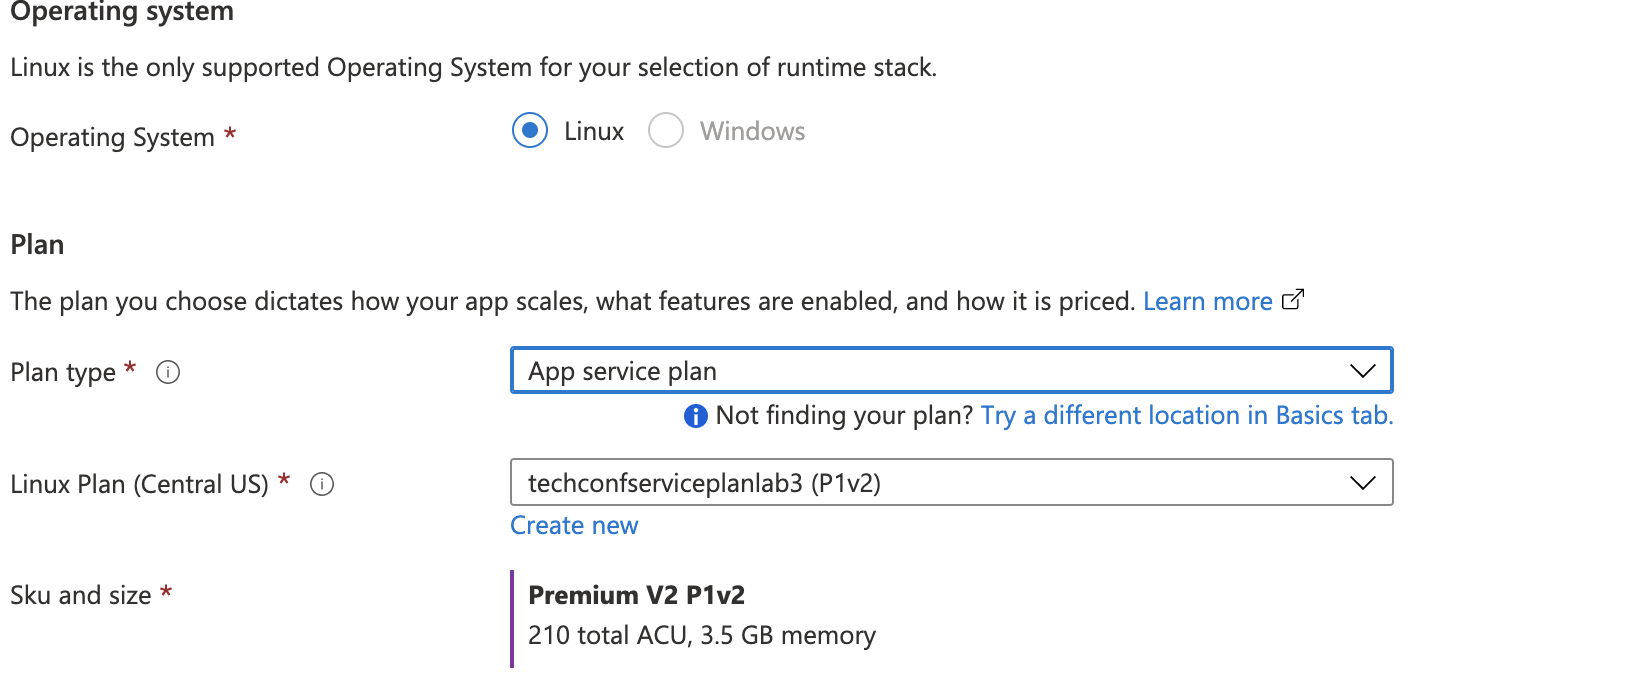 Operating system
Linux is the only supported Operating System for your selection of runtime stack.
Operating System * Linux Windows
Plan
The plan you choose dictates how your app scales, what features are enabled, and how it is priced. Learn more
Plan type * App service plan
Not finding your plan? Try a different location in Basics tab.
Linux Plan (Central US) * techconfserviceplanlab3 (P1v2)
Create new
Sku and size * Premium V2 P1v2
210 total ACU, 3.5 GB memory